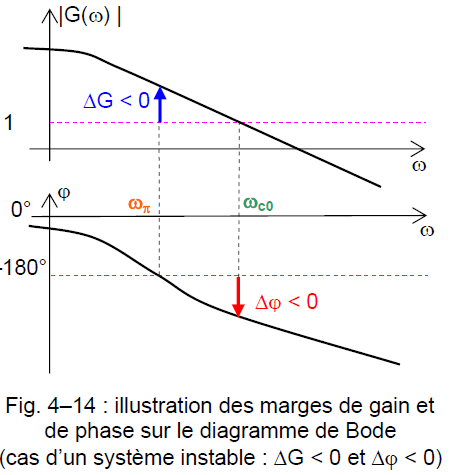 |G(ω) |
ΔG < 0
1
ω
φ
0°
ωπ
ωc0
ω
-180°
Δφ < 0
Fig. 4–14 : illustration des marges de gain et
de phase sur le diagramme de Bode
(cas d’un système instable : ΔG < 0 et Δφ < 0)